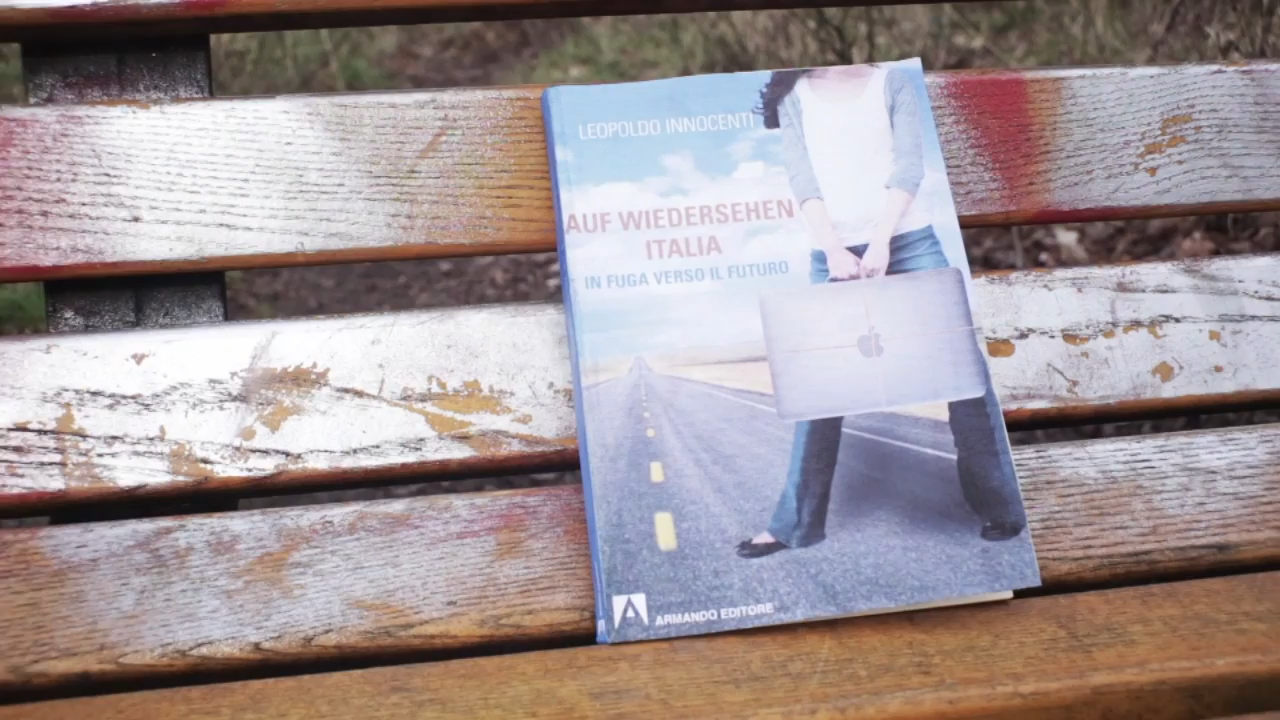 LEOPOLDO INNOCENTI
AUF WIEDERSEHEN
ITALIA
IN FUGA VERSO IL FUTURO
ARMANDO EDITORE